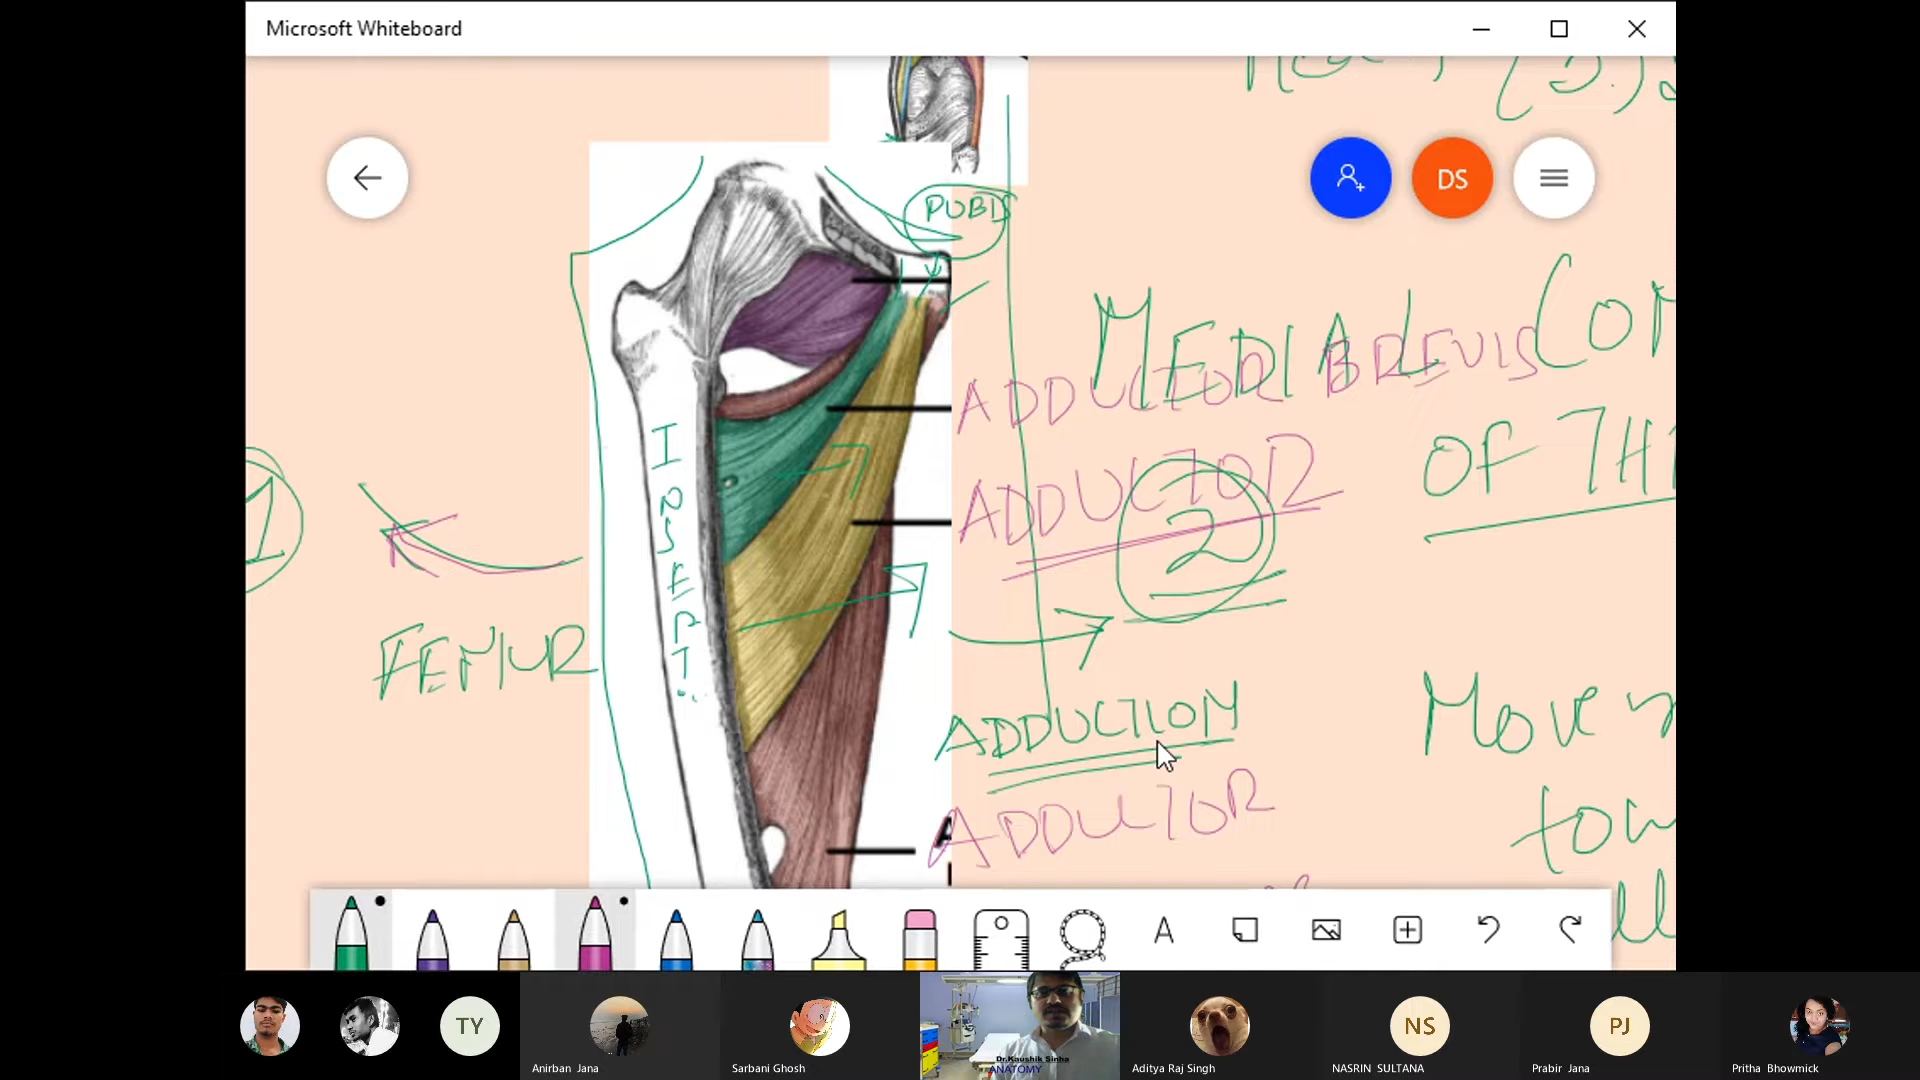 Microsoft Whiteboard
DS
PUBIS
MEDIAL COM
ADDUCTOR BREVIS
OF TH
ADDUCTOR
1
2
INSERT:
FEMUR
ADDUCTION
Move
ADDUCTOR
tow
A
TY
NS
PJ
Dr.Kaushik Sinha
ANATOMY
Anirban Jana
Sarbani Ghosh
Aditya Raj Singh
NASRIN SULTANA
Prabir Jana
Pritha Bhowmick